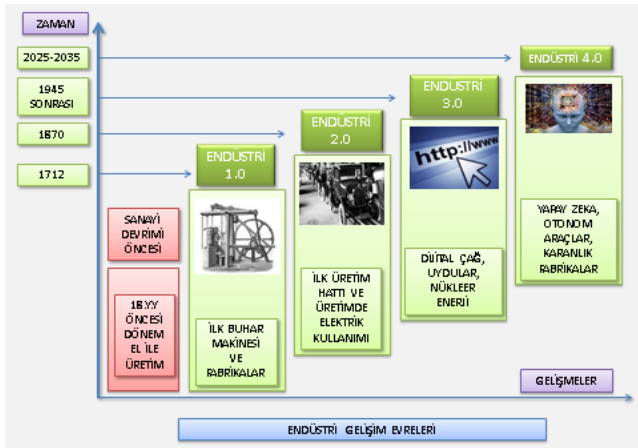 ZAMAN
2025-2035
1945
SONRASI
1870
1712
ENDÜSTRİ 4.0
ENDÜSTRİ
3.0
ENDÜSTRİ
2.0
ENDÜSTRİ
1.0
SANAYİ
DEVRİMİ
ÖNCESİ
18.YY
ÖNCESİ
DÖNEM
EL İLE
ÜRETİM
İLK BUHAR
MAKİNESİ
VE
FABRİKALAR
İLK ÜRETİM
HATTI VE
ÜRETİMDE
ELEKTRİK
KULLANIMI
http://www
DİJİTAL ÇAĞ,
UYDULAR,
NÜKLEER
ENERJİ
YAPAY ZEKA,
OTONOM
ARAÇLAR,
KARANLIK
FABRİKALAR
GELİŞMELER
ENDÜSTRİ GELİŞİM EVRELERİ